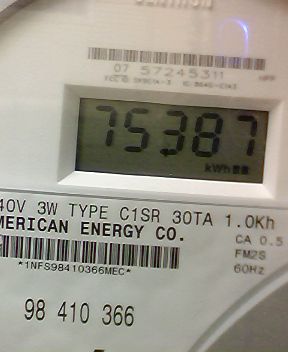 CENTRON
07 57245311
75387
kWh
40V 3W TYPE C1SR 30TA 1.0Kh
MERICAN ENERGY CO.
CA 0.5
FM2S
60Hz
*1NFS98410366MEC*
98 410 366